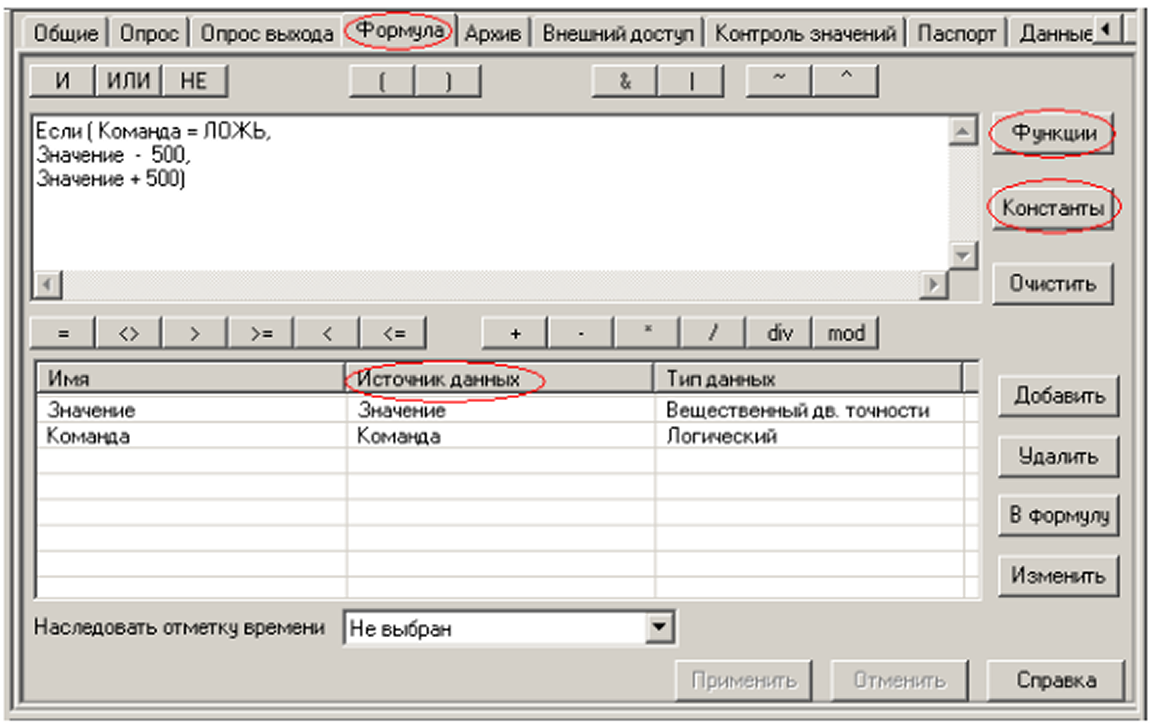 Общие Опрос Опрос выхода Формула Архив Внешний доступ Контроль значений Паспорт Данные
И ИЛИ НЕ ( ) & | ~ ^
Если ( Команда = ЛОЖЬ,
Значение - 500,
Значение + 500)
Функции
Константы
Очистить
= <> > >= < <= + - * / div mod
Имя Источник данных Тип данных
Значение Значение Вещественный дв. точности
Команда Команда Логический
Добавить
Удалить
В формулу
Изменить
Наследовать отметку времени Не выбран
Применить Отменить Справка